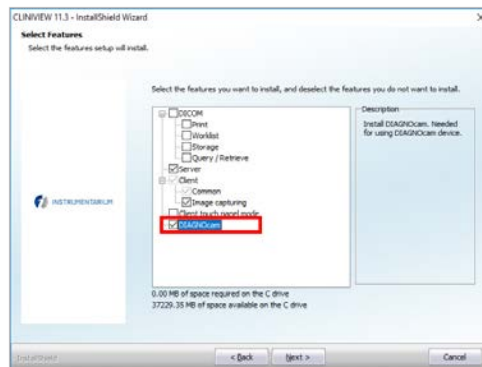 CLINIVIEW 11.3 - InstallShield Wizard
Select Features
Select the features setup will install.
Select the features you want to install, and deselect the features you do not want to install.
DICOM
Print
Worklist
Storage
Query / Retrieve
Server
Client
Common
Image capturing
Client touch panel mode
DIAGNOcam
Description
Install DIAGNOcam. Needed
for using DIAGNOcam device.
INSTRUMENTARIUM
0.00 MB of space required on the C drive
37229.35 MB of space available on the C drive
InstallShield
< Back
Next >
Cancel